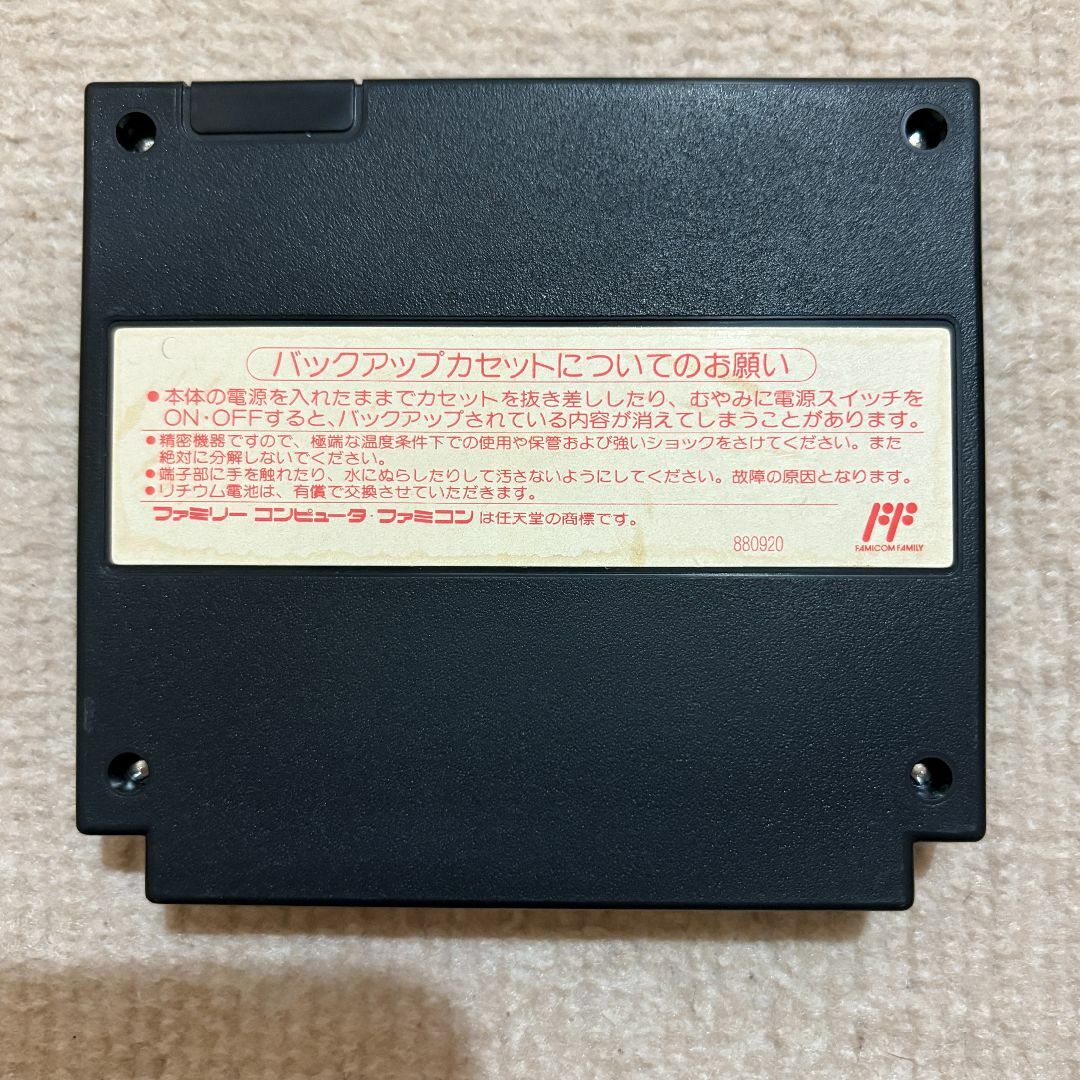 バックアップカセットについてのお願い
●本体の電源を入れたままでカセットを抜き差ししたり、むやみに電源スイッチを
ON・OFFすると、バックアップされている内容が消えてしまうことがあります。
●精密機器ですので、極端な温度条件下での使用や保管および強いショックをさけてください。また
絶対に分解しないでください。
●端子部に手を触れたり、水にぬらしたりして汚さないようにしてください。故障の原因となります。
●リチウム電池は、有償で交換させていただきます。
ファミリーコンピュータ・ファミコンは任天堂の商標です。
880920
FAMICOM FAMILY